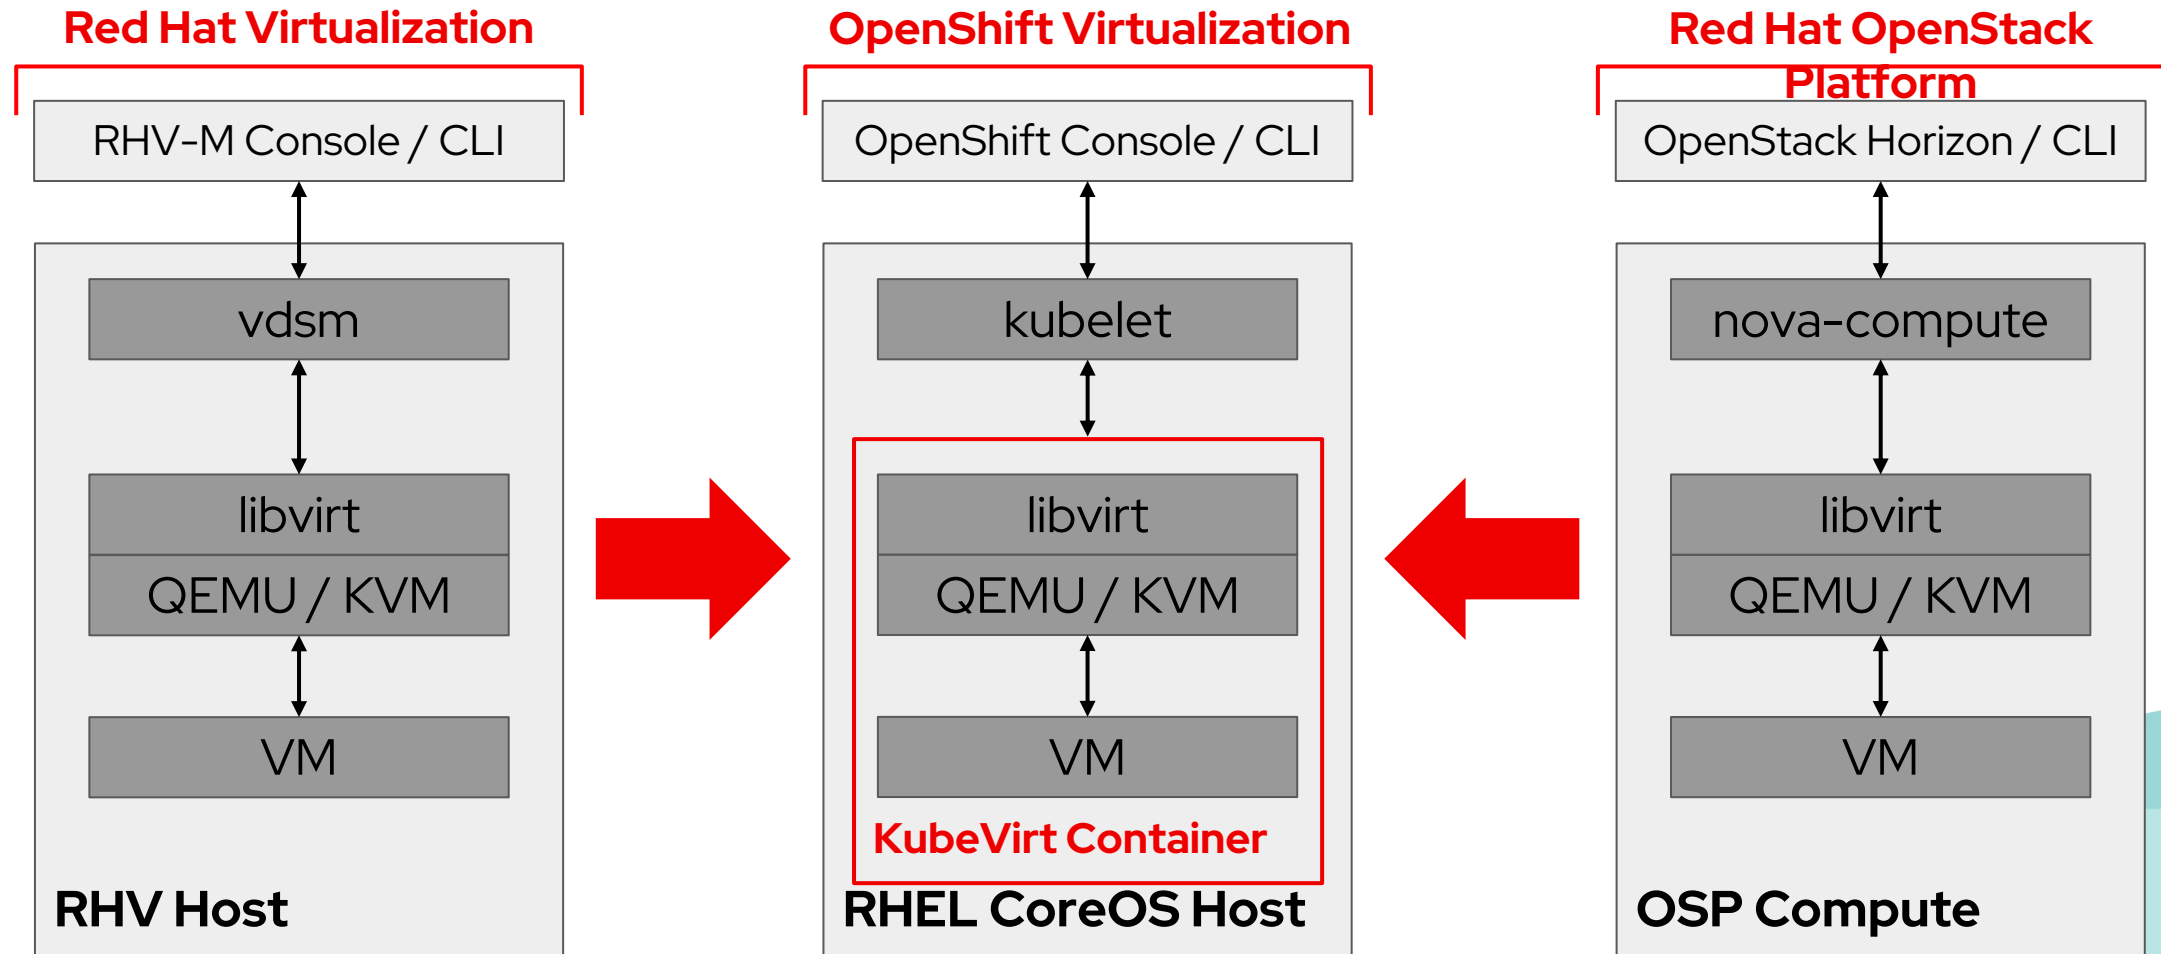 Red Hat Virtualization
RHV-M Console / CLI
vdsm
libvirt
QEMU / KVM
VM
RHV Host
OpenShift Virtualization
OpenShift Console / CLI
kubelet
libvirt
QEMU / KVM
VM
KubeVirt Container
RHEL CoreOS Host
Red Hat OpenStack
Platform
OpenStack Horizon / CLI
nova-compute
libvirt
QEMU / KVM
VM
OSP Compute